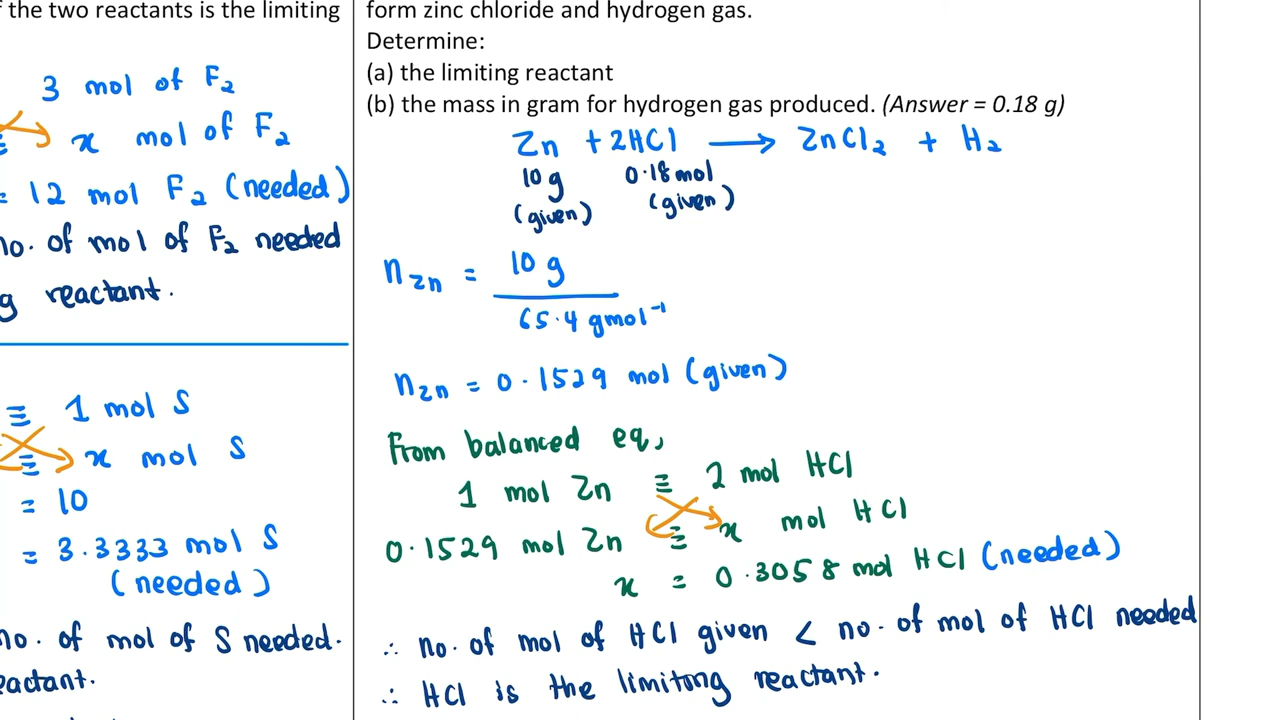 f the two reactants is the limiting
3 mol of F2
x mol of F2
= 12 mol F2 (needed)
no. of mol of F2 needed
g reactant.
≡ 1 mol S
≡ x mol S
= 10
= 3.3333 mol S
(needed)
no. of mol of S needed.
eactant.
form zinc chloride and hydrogen gas.
Determine:
(a) the limiting reactant
(b) the mass in gram for hydrogen gas produced. (Answer = 0.18 g)
Zn + 2HCl ⟶ ZnCl2 + H2
10g 0.18 mol
(given) (given)
nZn = 10 g
65.4 gmol⁻¹
nZn = 0.1529 mol (given)
From balanced eq,
1 mol Zn ≡ 2 mol HCl
0.1529 mol Zn ≡ x mol HCl
x = 0.3058 mol HCl (needed)
∴ no. of mol of HCl given < no. of mol of HCl needed
∴ HCl is the limitong reactant.